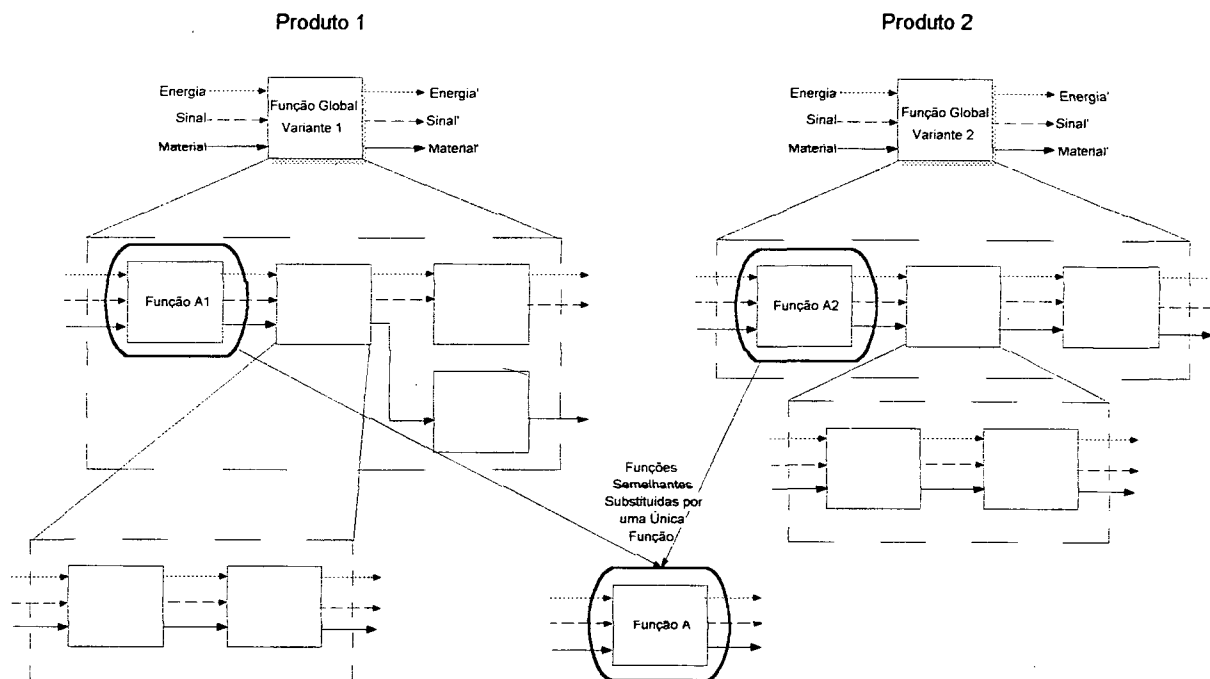 Produto 1
Produto 2
Energia
Sinal
Material
Função Global
Variante 1
Energia'
Sinal'
Material'
Energia
Sinal
Material
Função Global
Variante 2
Energia'
Sinal'
Material'
Função A1
Função A2
Funções
Semelhantes
Substituidas por
uma Única
Função
Função A